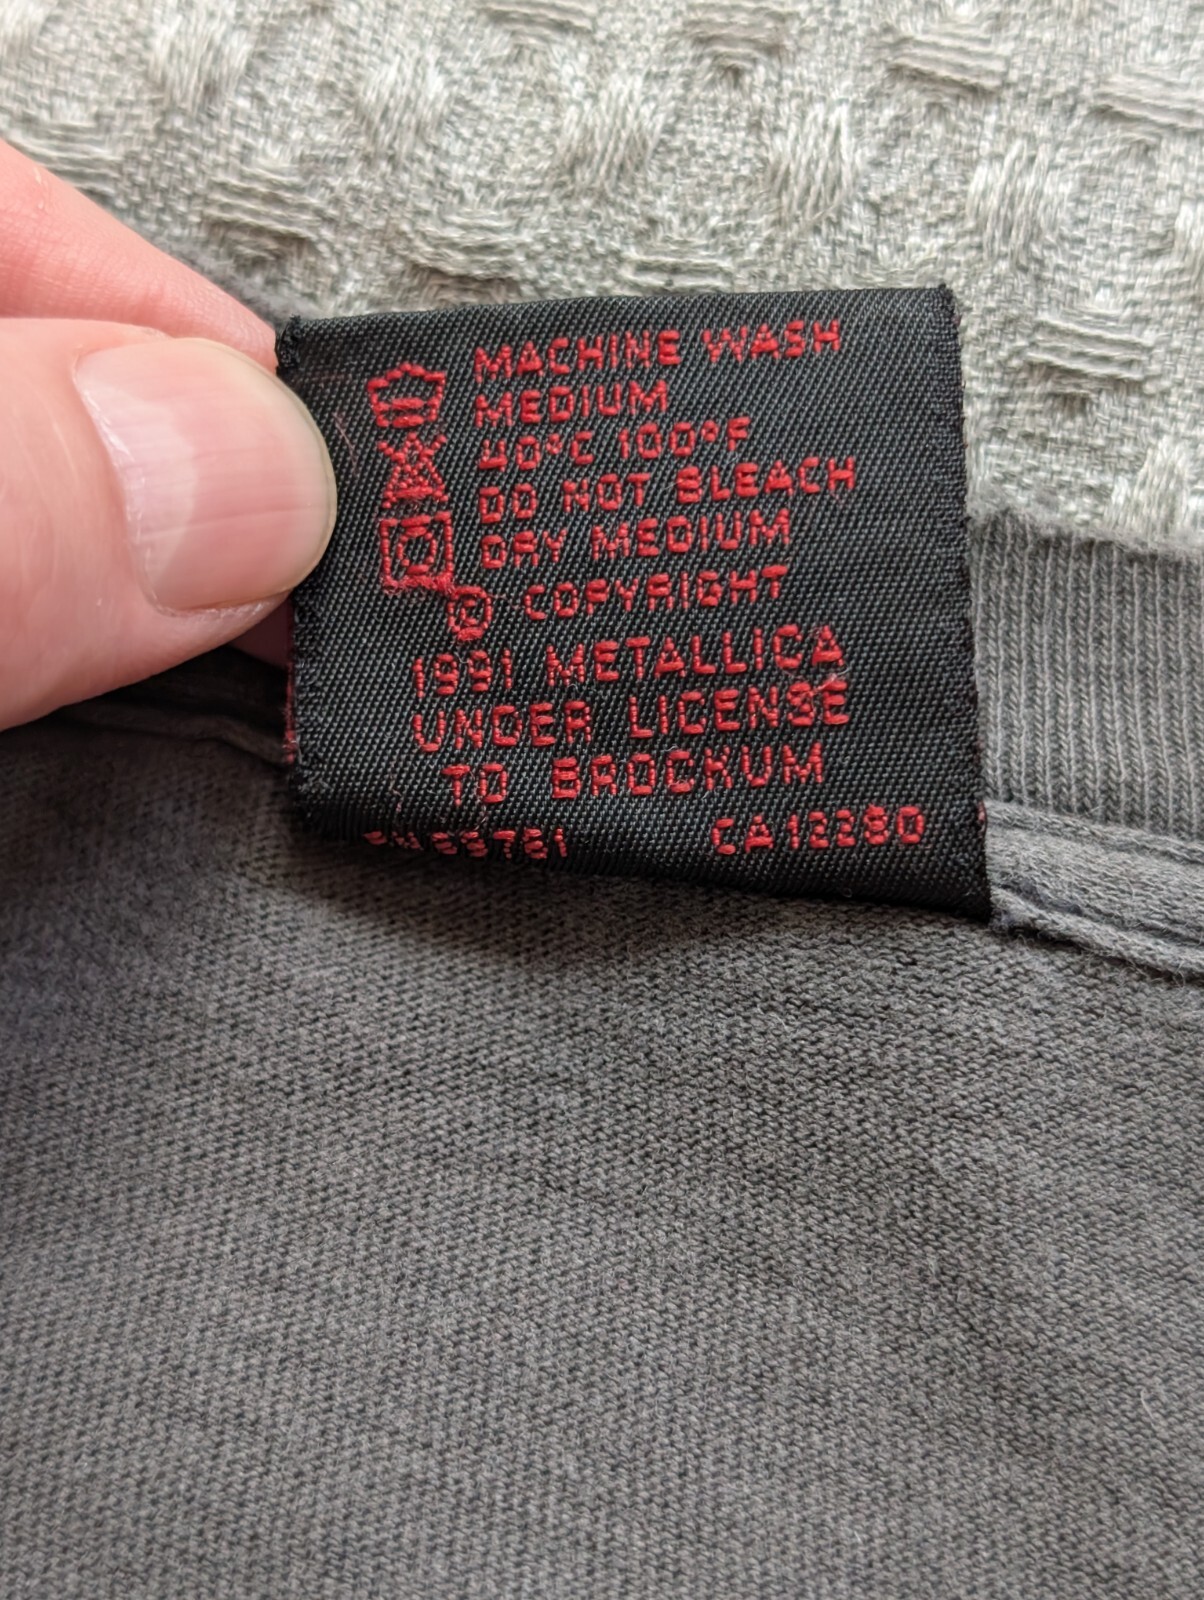 MACHINE WASH
MEDIUM
40°C 100°F
DO NOT BLEACH
DRY MEDIUM
© COPYRIGHT
1991 METALLICA
UNDER LICENSE
TO BROCKUM
CA12280